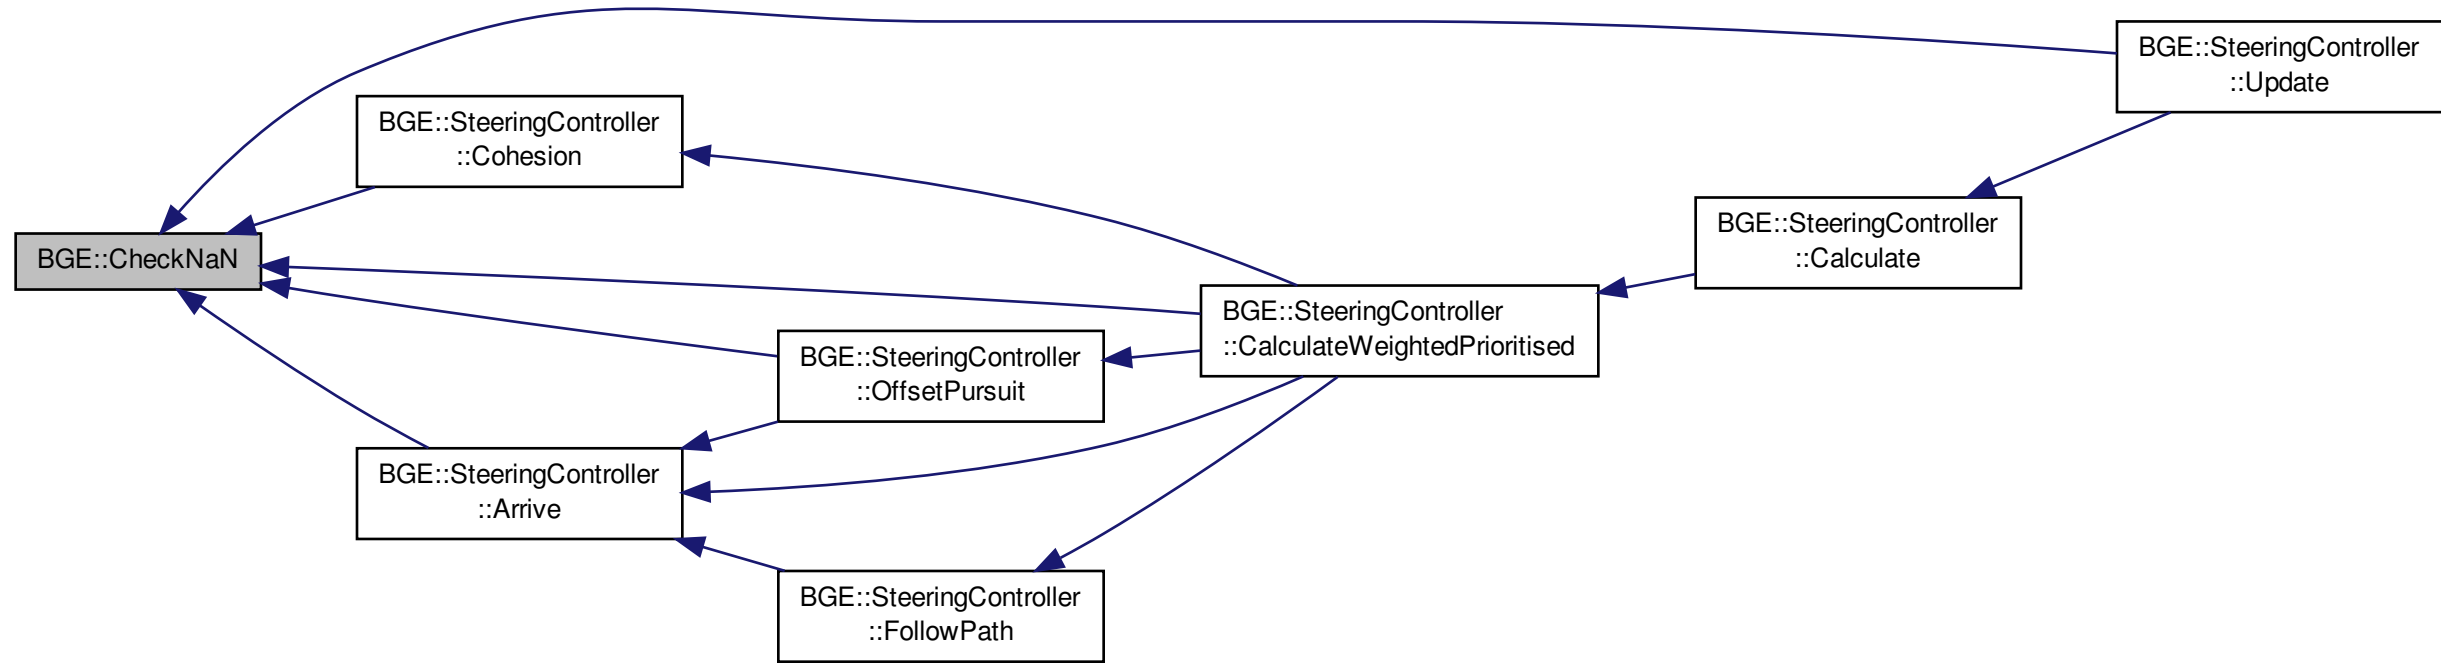 BGE::CheckNaN
BGE::SteeringController
::Cohesion
BGE::SteeringController
::Arrive
BGE::SteeringController
::OffsetPursuit
BGE::SteeringController
::FollowPath
BGE::SteeringController
::CalculateWeightedPrioritised
BGE::SteeringController
::Calculate
BGE::SteeringController
::Update